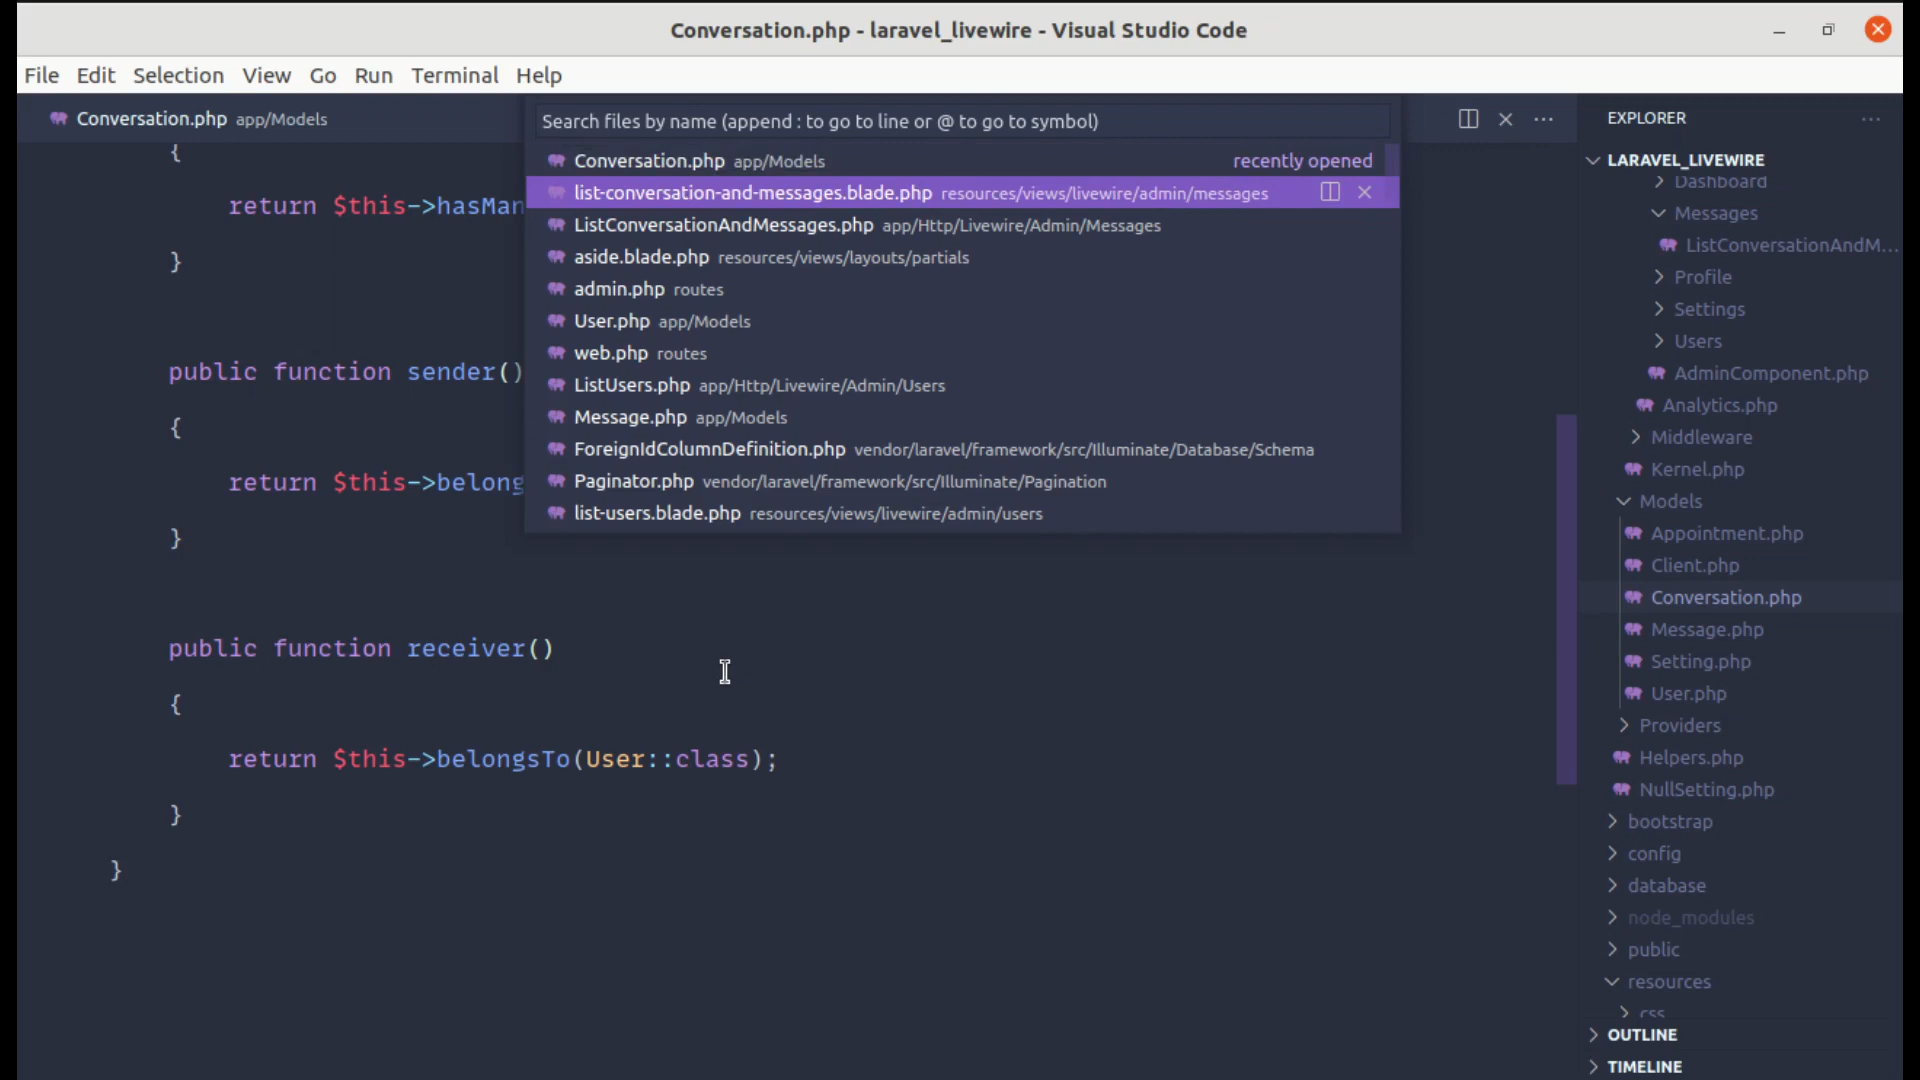 Conversation.php - laravel_livewire - Visual Studio Code
File Edit Selection View Go Run Terminal Help
Conversation.php app/Models
{
return $this->hasMan
}
public function sender()
{
return $this->belong
}
public function receiver()
{
return $this->belongsTo(User::class);
}
}
Search files by name (append : to go to line or @ to go to symbol)
Conversation.php app/Models recently opened
list-conversation-and-messages.blade.php resources/views/livewire/admin/messages
ListConversationAndMessages.php app/Http/Livewire/Admin/Messages
aside.blade.php resources/views/layouts/partials
admin.php routes
User.php app/Models
web.php routes
ListUsers.php app/Http/Livewire/Admin/Users
Message.php app/Models
ForeignIdColumnDefinition.php vendor/laravel/framework/src/Illuminate/Database/Schema
Paginator.php vendor/laravel/framework/src/Illuminate/Pagination
list-users.blade.php resources/views/livewire/admin/users
EXPLORER
LARAVEL_LIVEWIRE
Dashboard
Messages
ListConversationAndM...
Profile
Settings
Users
AdminComponent.php
Analytics.php
Middleware
Kernel.php
Models
Appointment.php
Client.php
Conversation.php
Message.php
Setting.php
User.php
Providers
Helpers.php
NullSetting.php
bootstrap
config
database
node_modules
public
resources
css
OUTLINE
TIMELINE